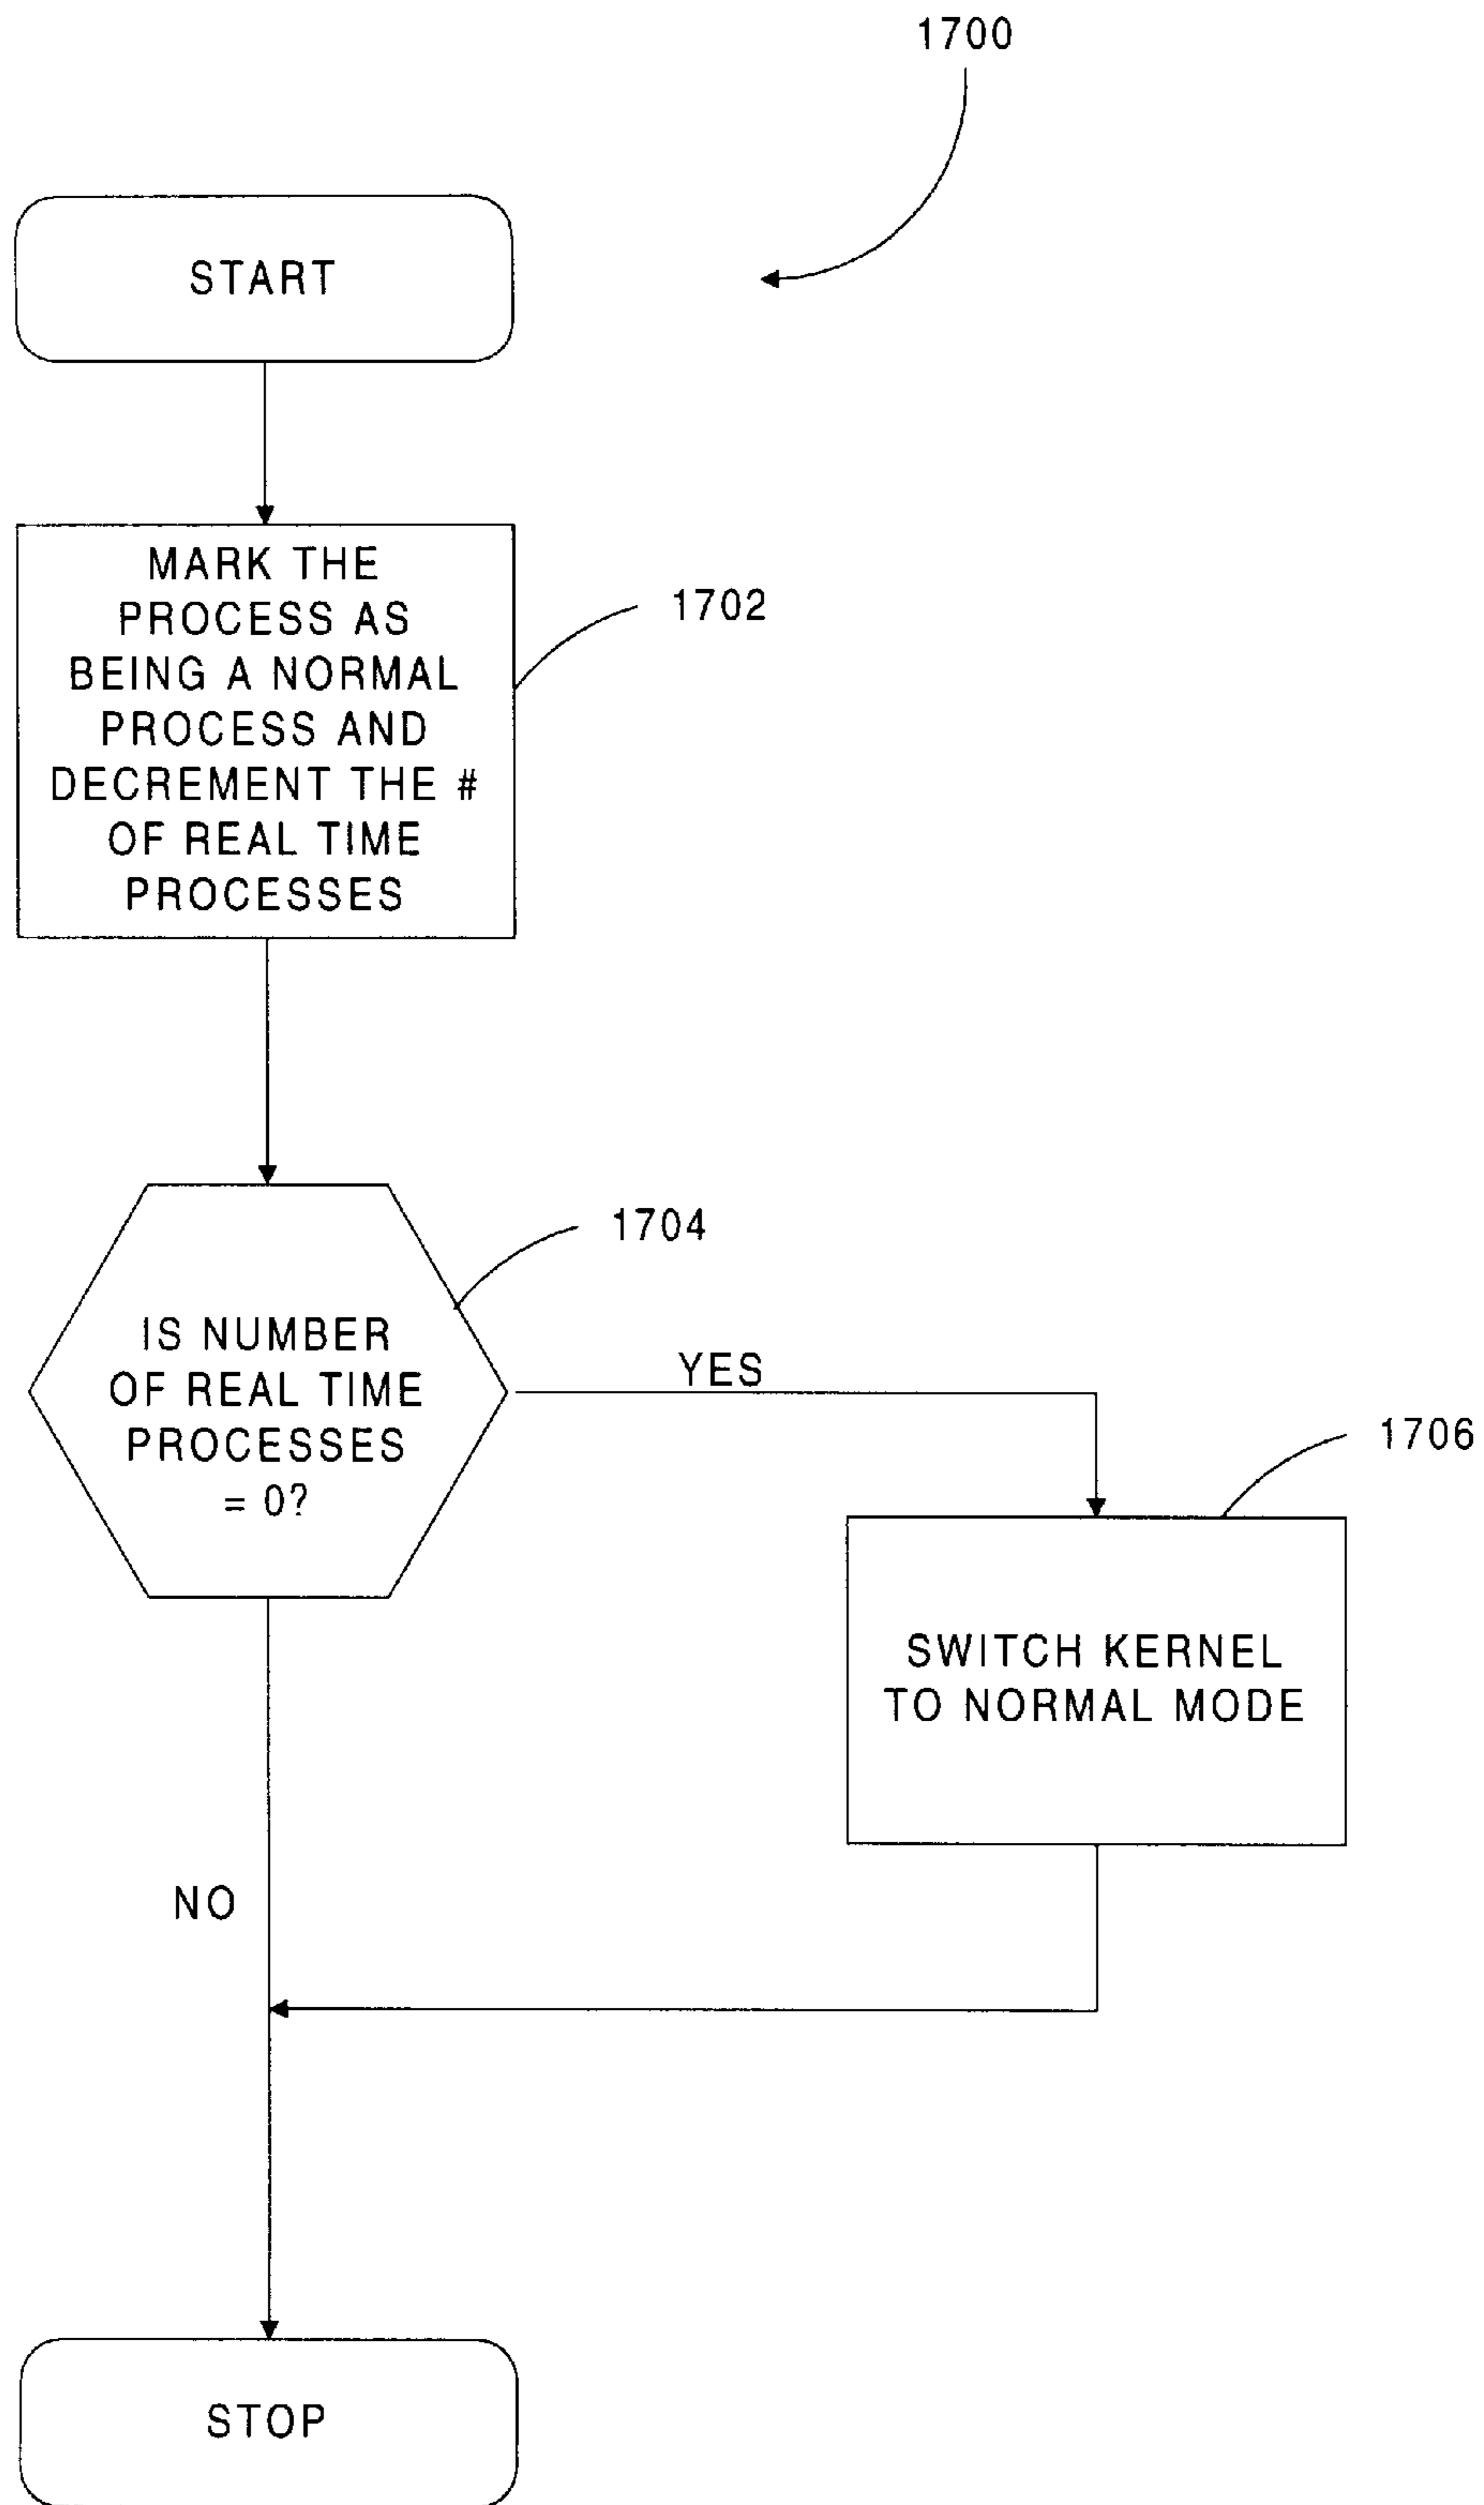 1700
START
MARK THE
PROCESS AS
BEING A NORMAL
PROCESS AND
DECREMENT THE #
OF REAL TIME
PROCESSES
1702
1704
IS NUMBER
OF REAL TIME
PROCESSES
= 0?
YES
1706
SWITCH KERNEL
TO NORMAL MODE
NO
STOP